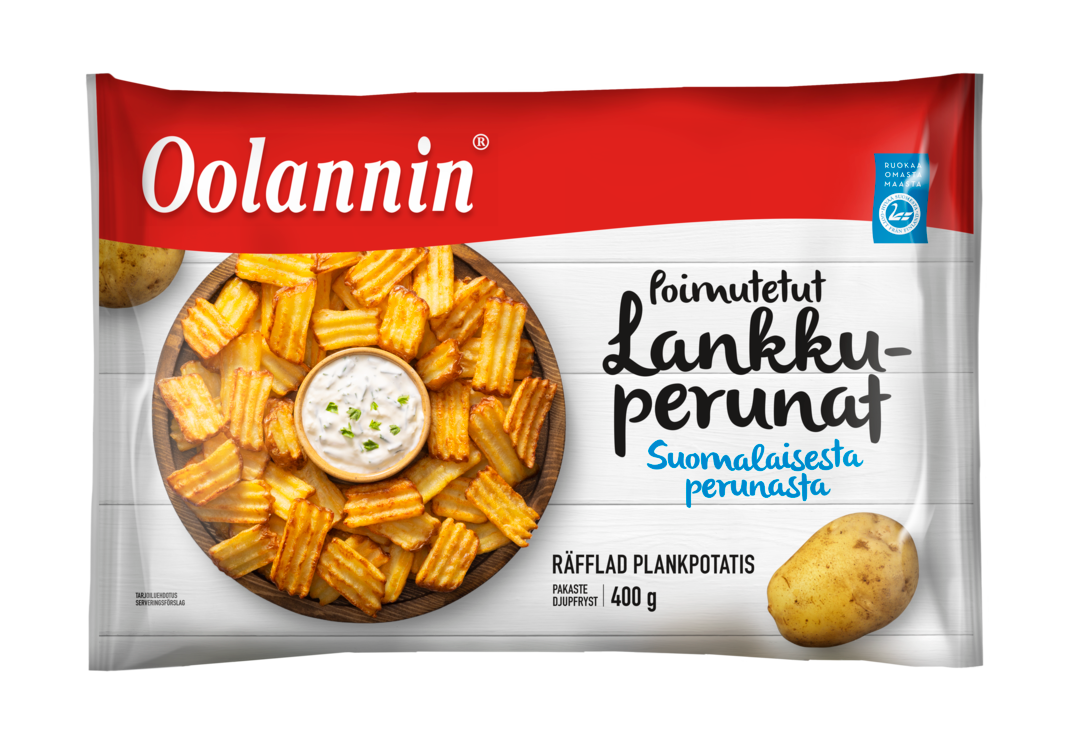 Oolannin®
RUOKAA
OMASTA
MAASTA
Poimutetut
Lankku-
perunat
Suomalaisesta
perunasta
RÄFFLAD PLANKPOTATIS
PAKASTE
DJUPFRYST
400 g
TARJOILUEHDOTUS
SERVERINGSFÖRSLAG